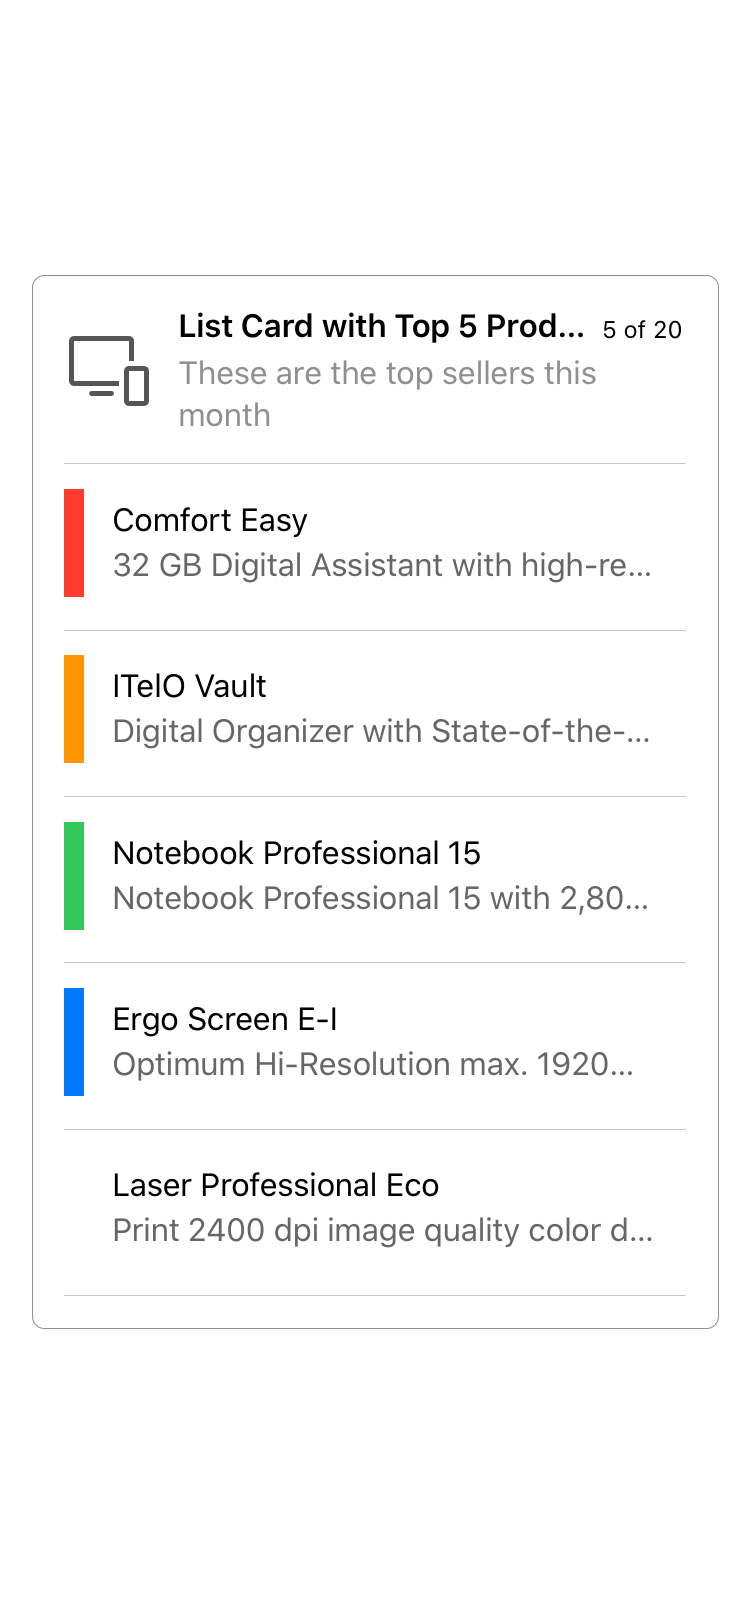 List Card with Top 5 Prod... 5 of 20
These are the top sellers this
month
Comfort Easy
32 GB Digital Assistant with high-re...
ITelO Vault
Digital Organizer with State-of-the-...
Notebook Professional 15
Notebook Professional 15 with 2,80...
Ergo Screen E-I
Optimum Hi-Resolution max. 1920...
Laser Professional Eco
Print 2400 dpi image quality color d...